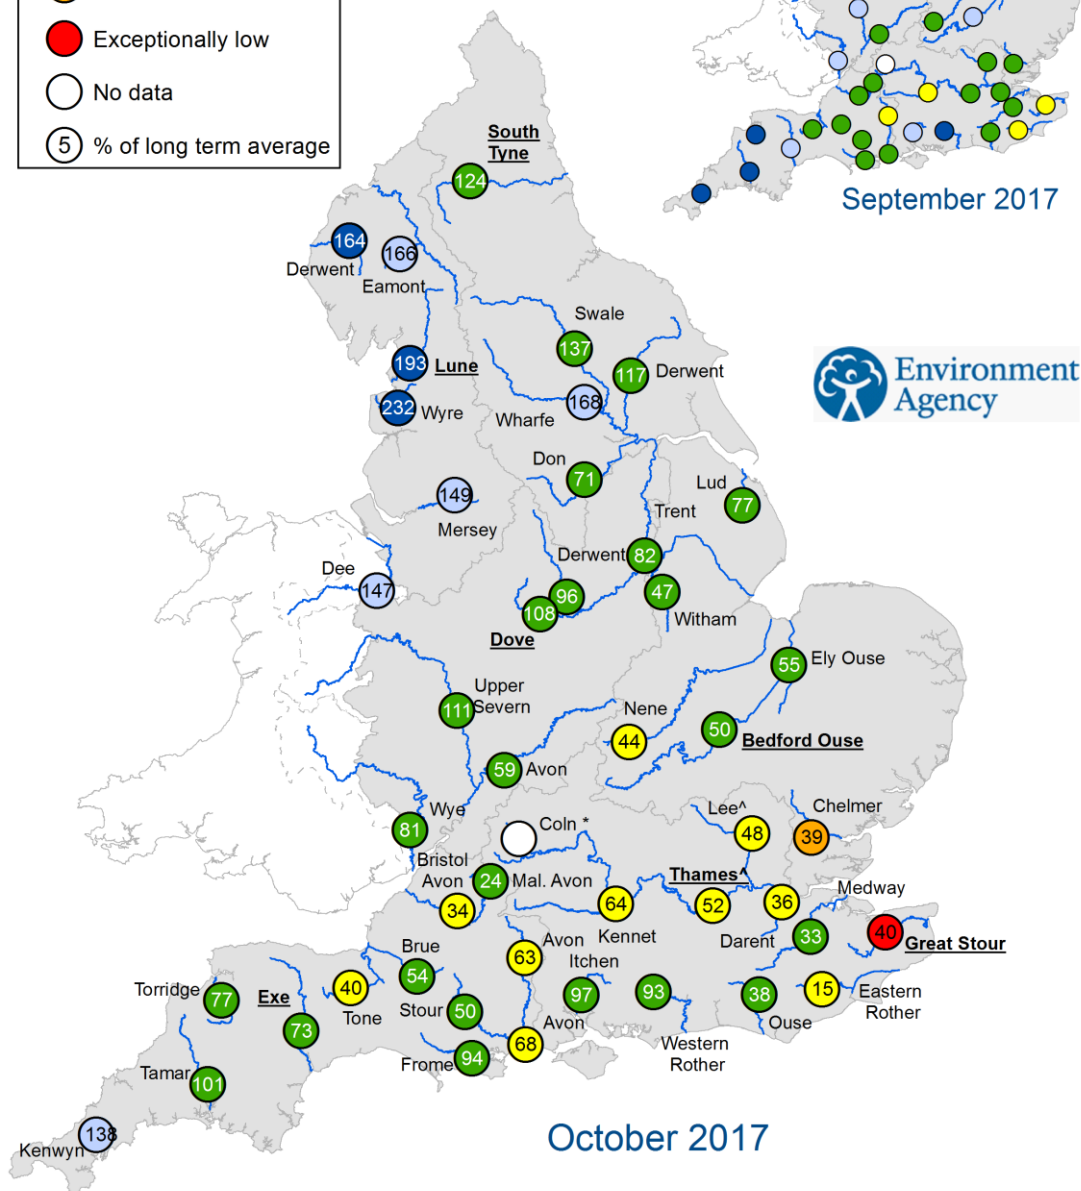 Exceptionally low
No data
5 % of long term average
September 2017
South
Tyne
124
164
Derwent
166
Eamont
Swale
137
193
Lune
117
Derwent
232
Wyre
Wharfe
168
Environment
Agency
Don
71
Lud
77
149
Mersey
Trent
Derwent
82
Dee
147
96
108
47
Dove
Witham
55
Ely Ouse
Upper
Severn
111
Nene
44
50
Bedford Ouse
59
Avon
Wye
81
Coln *
Lee^
48
Chelmer
39
Bristol
Avon
24
Mal. Avon
34
Thames^
64
Kennet
52
36
Medway
Darent
33
40
Great Stour
Brue
54
63
Avon
Itchen
97
93
38
Ouse
15
Eastern
Rother
Torridge
77
Exe
40
Tone
Stour
50
73
Avon
68
Western
Rother
Frome
94
Tamar
101
138
Kenwyn
October 2017